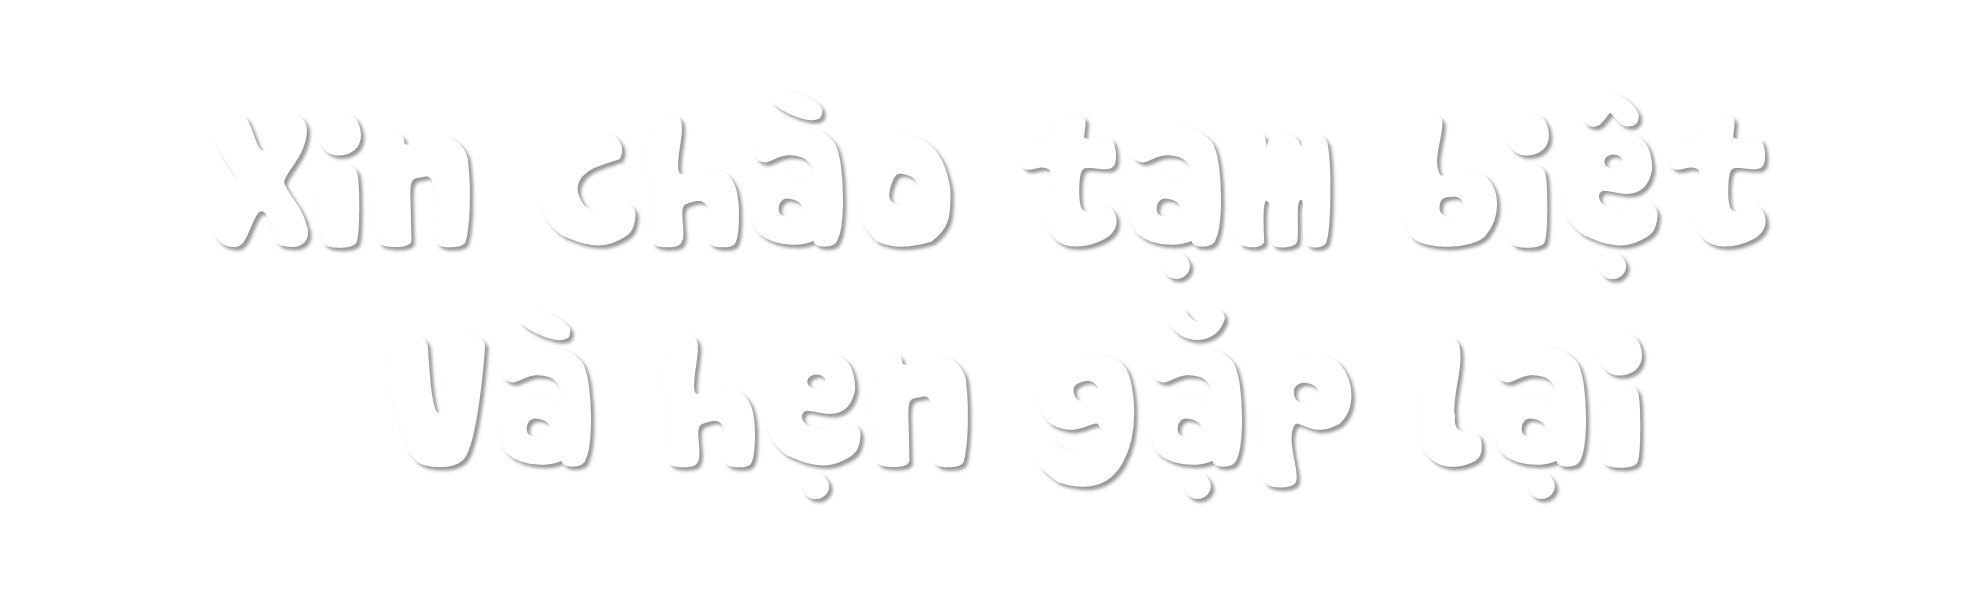 Xin chào tạm biệt
Và hẹn gặp lại